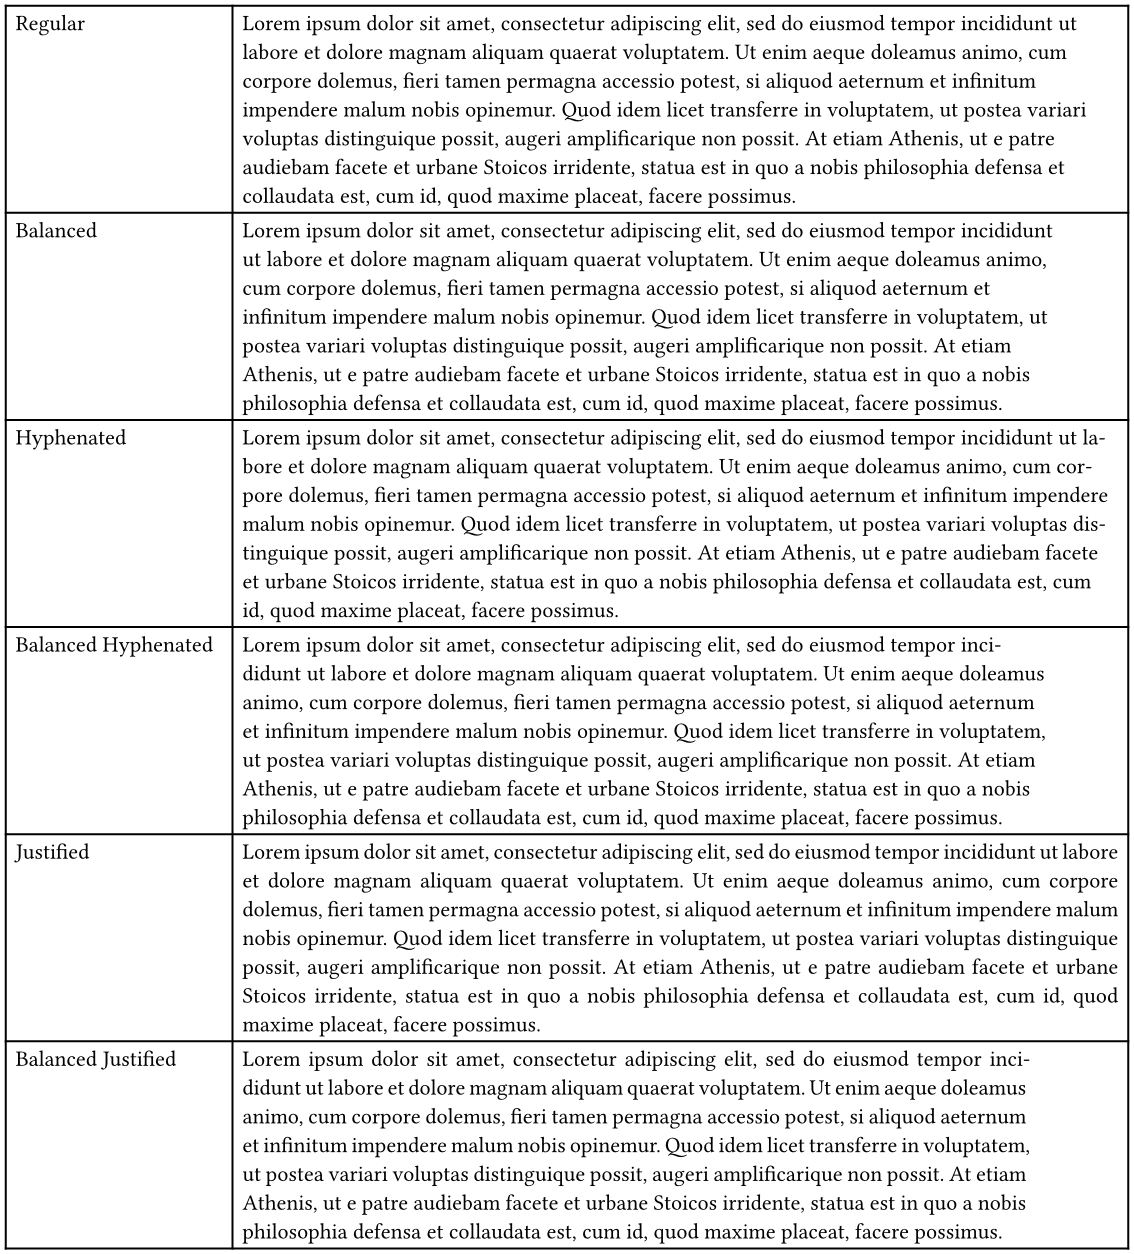 Regular
Lorem ipsum dolor sit amet, consectetur adipiscing elit, sed do eiusmod tempor incididunt ut
labore et dolore magnam aliquam quaerat voluptatem. Ut enim aeque doleamus animo, cum
corpore dolemus, fieri tamen permagna accessio potest, si aliquod aeternum et infinitum
impendere malum nobis opinemur. Quod idem licet transferre in voluptatem, ut postea variari
voluptas distinguique possit, augeri amplificarique non possit. At etiam Athenis, ut e patre
audiebam facete et urbane Stoicos irridente, statua est in quo a nobis philosophia defensa et
collaudata est, cum id, quod maxime placeat, facere possimus.
Balanced
Lorem ipsum dolor sit amet, consectetur adipiscing elit, sed do eiusmod tempor incididunt
ut labore et dolore magnam aliquam quaerat voluptatem. Ut enim aeque doleamus animo,
cum corpore dolemus, fieri tamen permagna accessio potest, si aliquod aeternum et
infinitum impendere malum nobis opinemur. Quod idem licet transferre in voluptatem, ut
postea variari voluptas distinguique possit, augeri amplificarique non possit. At etiam
Athenis, ut e patre audiebam facete et urbane Stoicos irridente, statua est in quo a nobis
philosophia defensa et collaudata est, cum id, quod maxime placeat, facere possimus.
Hyphenated
Lorem ipsum dolor sit amet, consectetur adipiscing elit, sed do eiusmod tempor incididunt ut la-
bore et dolore magnam aliquam quaerat voluptatem. Ut enim aeque doleamus animo, cum cor-
pore dolemus, fieri tamen permagna accessio potest, si aliquod aeternum et infinitum impendere
malum nobis opinemur. Quod idem licet transferre in voluptatem, ut postea variari voluptas dis-
tinguique possit, augeri amplificarique non possit. At etiam Athenis, ut e patre audiebam facete
et urbane Stoicos irridente, statua est in quo a nobis philosophia defensa et collaudata est, cum
id, quod maxime placeat, facere possimus.
Balanced Hyphenated
Lorem ipsum dolor sit amet, consectetur adipiscing elit, sed do eiusmod tempor inci-
didunt ut labore et dolore magnam aliquam quaerat voluptatem. Ut enim aeque doleamus
animo, cum corpore dolemus, fieri tamen permagna accessio potest, si aliquod aeternum
et infinitum impendere malum nobis opinemur. Quod idem licet transferre in voluptatem,
ut postea variari voluptas distinguique possit, augeri amplificarique non possit. At etiam
Athenis, ut e patre audiebam facete et urbane Stoicos irridente, statua est in quo a nobis
philosophia defensa et collaudata est, cum id, quod maxime placeat, facere possimus.
Justified
Lorem ipsum dolor sit amet, consectetur adipiscing elit, sed do eiusmod tempor incididunt ut labore
et dolore magnam aliquam quaerat voluptatem. Ut enim aeque doleamus animo, cum corpore
dolemus, fieri tamen permagna accessio potest, si aliquod aeternum et infinitum impendere malum
nobis opinemur. Quod idem licet transferre in voluptatem, ut postea variari voluptas distinguique
possit, augeri amplificarique non possit. At etiam Athenis, ut e patre audiebam facete et urbane
Stoicos irridente, statua est in quo a nobis philosophia defensa et collaudata est, cum id, quod
maxime placeat, facere possimus.
Balanced Justified
Lorem ipsum dolor sit amet, consectetur adipiscing elit, sed do eiusmod tempor inci-
didunt ut labore et dolore magnam aliquam quaerat voluptatem. Ut enim aeque doleamus
animo, cum corpore dolemus, fieri tamen permagna accessio potest, si aliquod aeternum
et infinitum impendere malum nobis opinemur. Quod idem licet transferre in voluptatem,
ut postea variari voluptas distinguique possit, augeri amplificarique non possit. At etiam
Athenis, ut e patre audiebam facete et urbane Stoicos irridente, statua est in quo a nobis
philosophia defensa et collaudata est, cum id, quod maxime placeat, facere possimus.